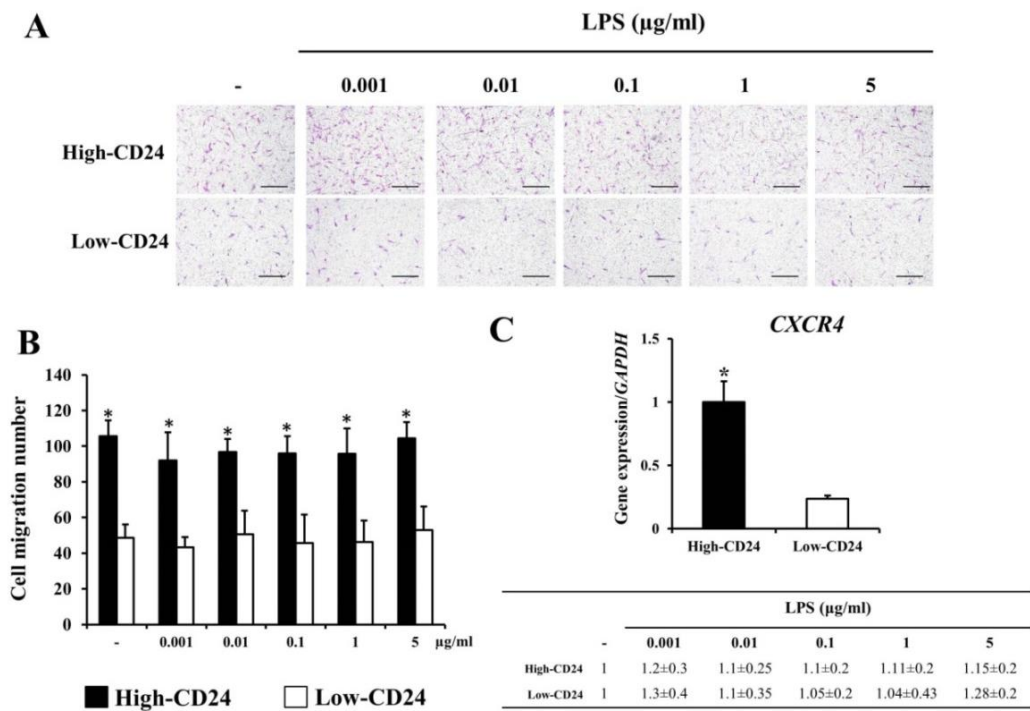 A
LPS (µg/ml)
- 0.001 0.01 0.1 1 5
High-CD24
Low-CD24
B
140
120
100
80
60
40
20
0
Cell migration number
* * * * * *
- 0.001 0.01 0.1 1 5 µg/ml
High-CD24 Low-CD24
C
CXCR4
1.5
1
0.5
0
Gene expression/GAPDH
*
High-CD24 Low-CD24
LPS (µg/ml)
- 0.001 0.01 0.1 1 5
High-CD24 1 1.2±0.3 1.1±0.25 1.1±0.2 1.11±0.2 1.15±0.2
Low-CD24 1 1.3±0.4 1.1±0.35 1.05±0.2 1.04±0.43 1.28±0.2